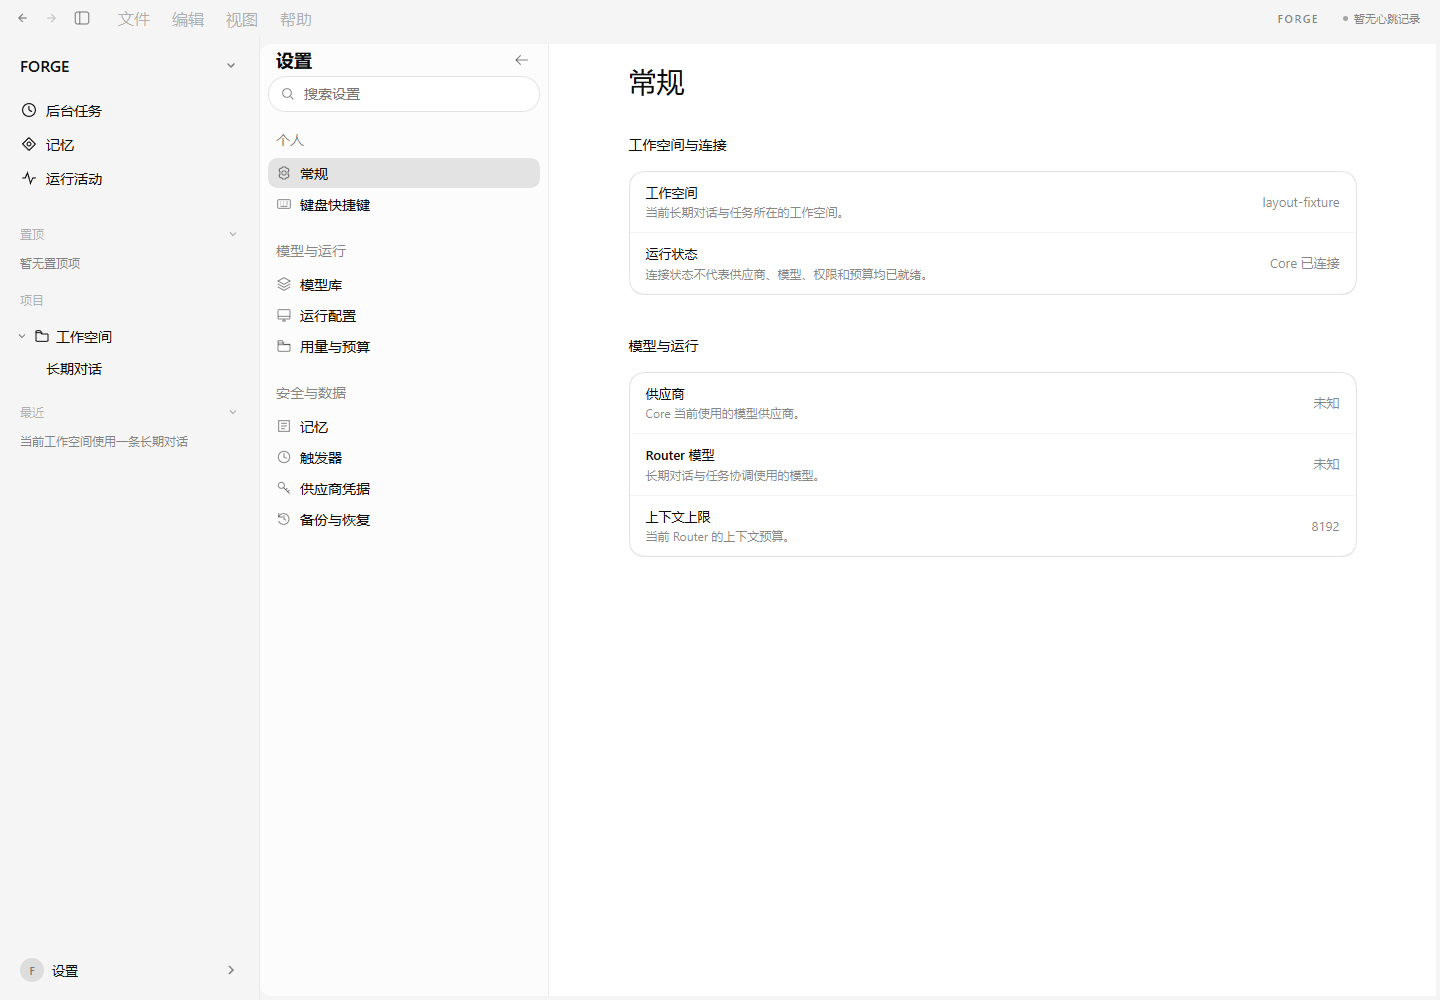 文件 编辑 视图 帮助
FORGE 暂无心跳记录
FORGE
后台任务
记忆
运行活动
置顶
暂无置顶项
项目
工作空间
长期对话
最近
当前工作空间使用一条长期对话
F 设置
设置
搜索设置
个人
常规
键盘快捷键
模型与运行
模型库
运行配置
用量与预算
安全与数据
记忆
触发器
供应商凭据
备份与恢复
常规
工作空间与连接
工作空间
当前长期对话与任务所在的工作空间。
layout-fixture
运行状态
连接状态不代表供应商、模型、权限和预算均已就绪。
Core 已连接
模型与运行
供应商
Core 当前使用的模型供应商。
未知
Router 模型
长期对话与任务协调使用的模型。
未知
上下文上限
当前 Router 的上下文预算。
8192